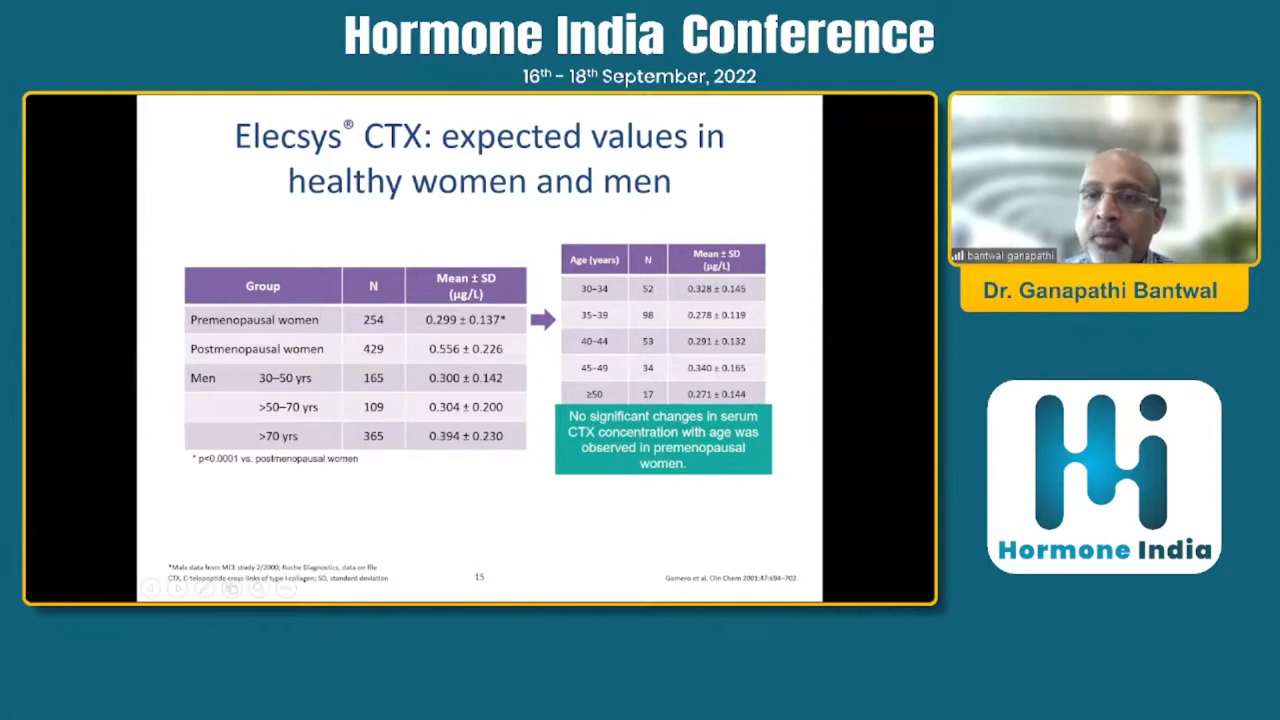 Hormone India Conference
16th - 18th September, 2022
Elecsys® CTX: expected values in
healthy women and men
Group N Mean ± SD (µg/L)
Premenopausal women 254 0.299 ± 0.137*
Postmenopausal women 429 0.556 ± 0.226
Men 30–50 yrs 165 0.300 ± 0.142
>50–70 yrs 109 0.304 ± 0.200
>70 yrs 365 0.394 ± 0.230
* p<0.0001 vs. postmenopausal women
Age (years) N Mean ± SD (µg/L)
30–34 52 0.328 ± 0.145
35–39 98 0.278 ± 0.119
40–44 53 0.291 ± 0.132
45–49 34 0.340 ± 0.165
≥50 17 0.271 ± 0.144
No significant changes in serum
CTX concentration with age was
observed in premenopausal
women.
*Male data from MCE study 2/2000; Roche Diagnostics, data on file
CTX, C-telopeptide cross links of type I collagen; SD, standard deviation
15
Garnero et al. Clin Chem 2001;47:694–702.
bantwal ganapathi
Dr. Ganapathi Bantwal
Hormone India